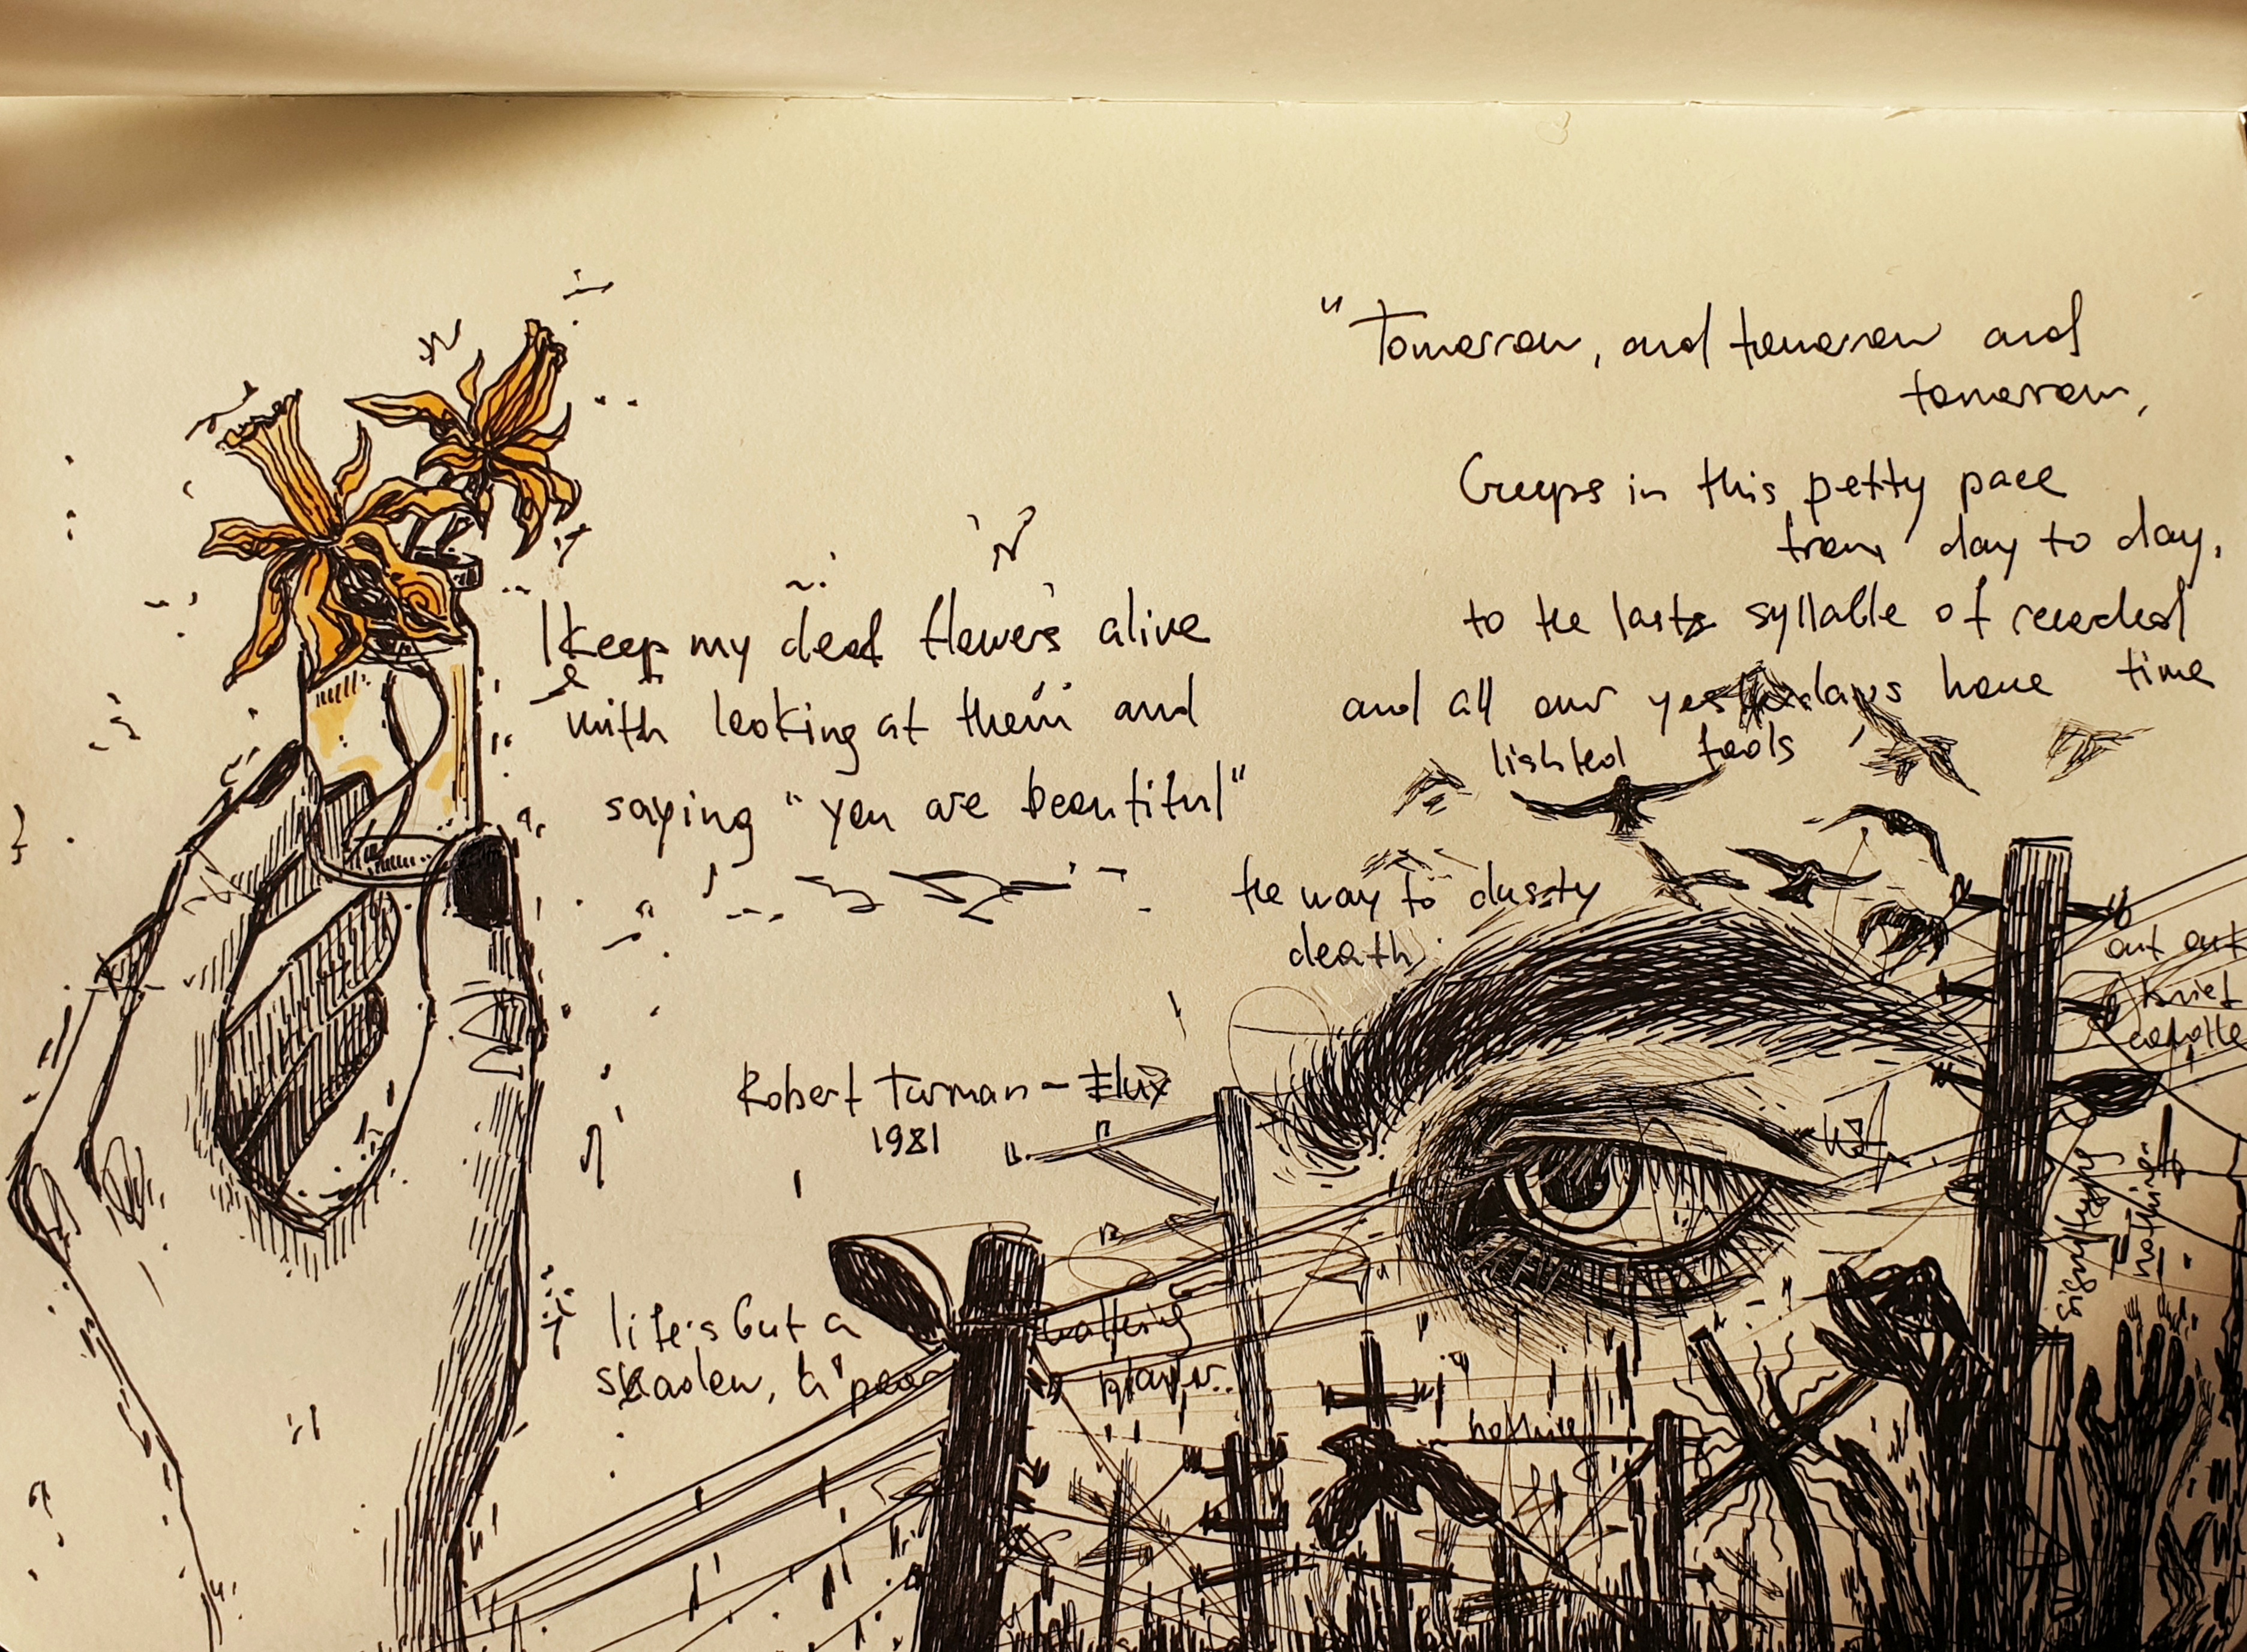 I keep my dead flowers alive
with looking at them and
saying "you are beautiful"
"Tomorrow, and tomorrow and
tomorrow,
Creeps in this petty pace
from day to day,
to the last syllable of recorded
time
and all our yesterdays have
lighted fools
the way to dusty
death.
out out
brief
candle
Robert Turman – Flux
1981
life's but a walking
shadow, a poor player..
signifying
nothing
nothing